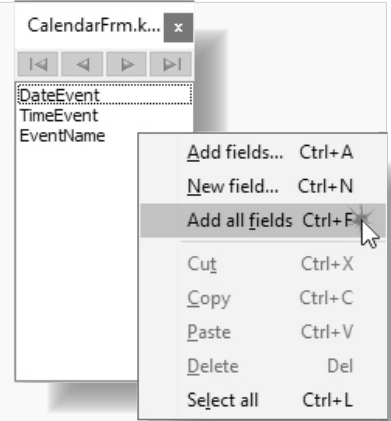 CalendarFrm.k... x
DateEvent
TimeEvent
EventName
Add fields... Ctrl+A
New field... Ctrl+N
Add all fields Ctrl+F
Cut Ctrl+X
Copy Ctrl+C
Paste Ctrl+V
Delete Del
Select all Ctrl+L